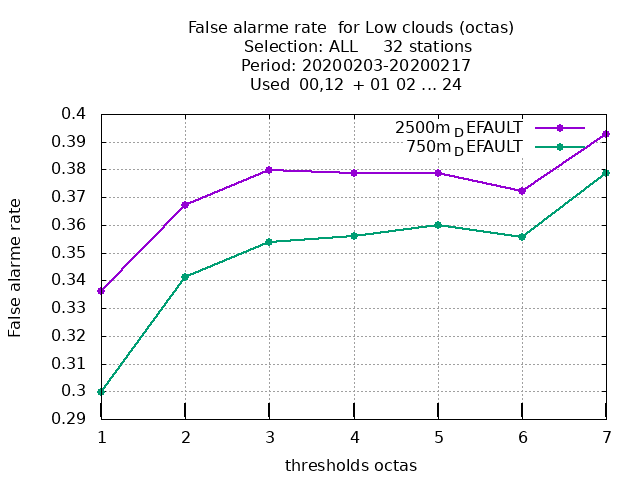 False alarme rate  for Low clouds (octas)
Selection: ALL     32 stations
Period: 20200203-20200217
Used  00,12  + 01 02 ... 24
0.4
0.39
0.38
0.37
0.36
0.35
0.34
0.33
0.32
0.31
0.3
0.29
2500m_DEFAULT
750m_DEFAULT
False alarme rate
1 2 3 4 5 6 7
thresholds octas